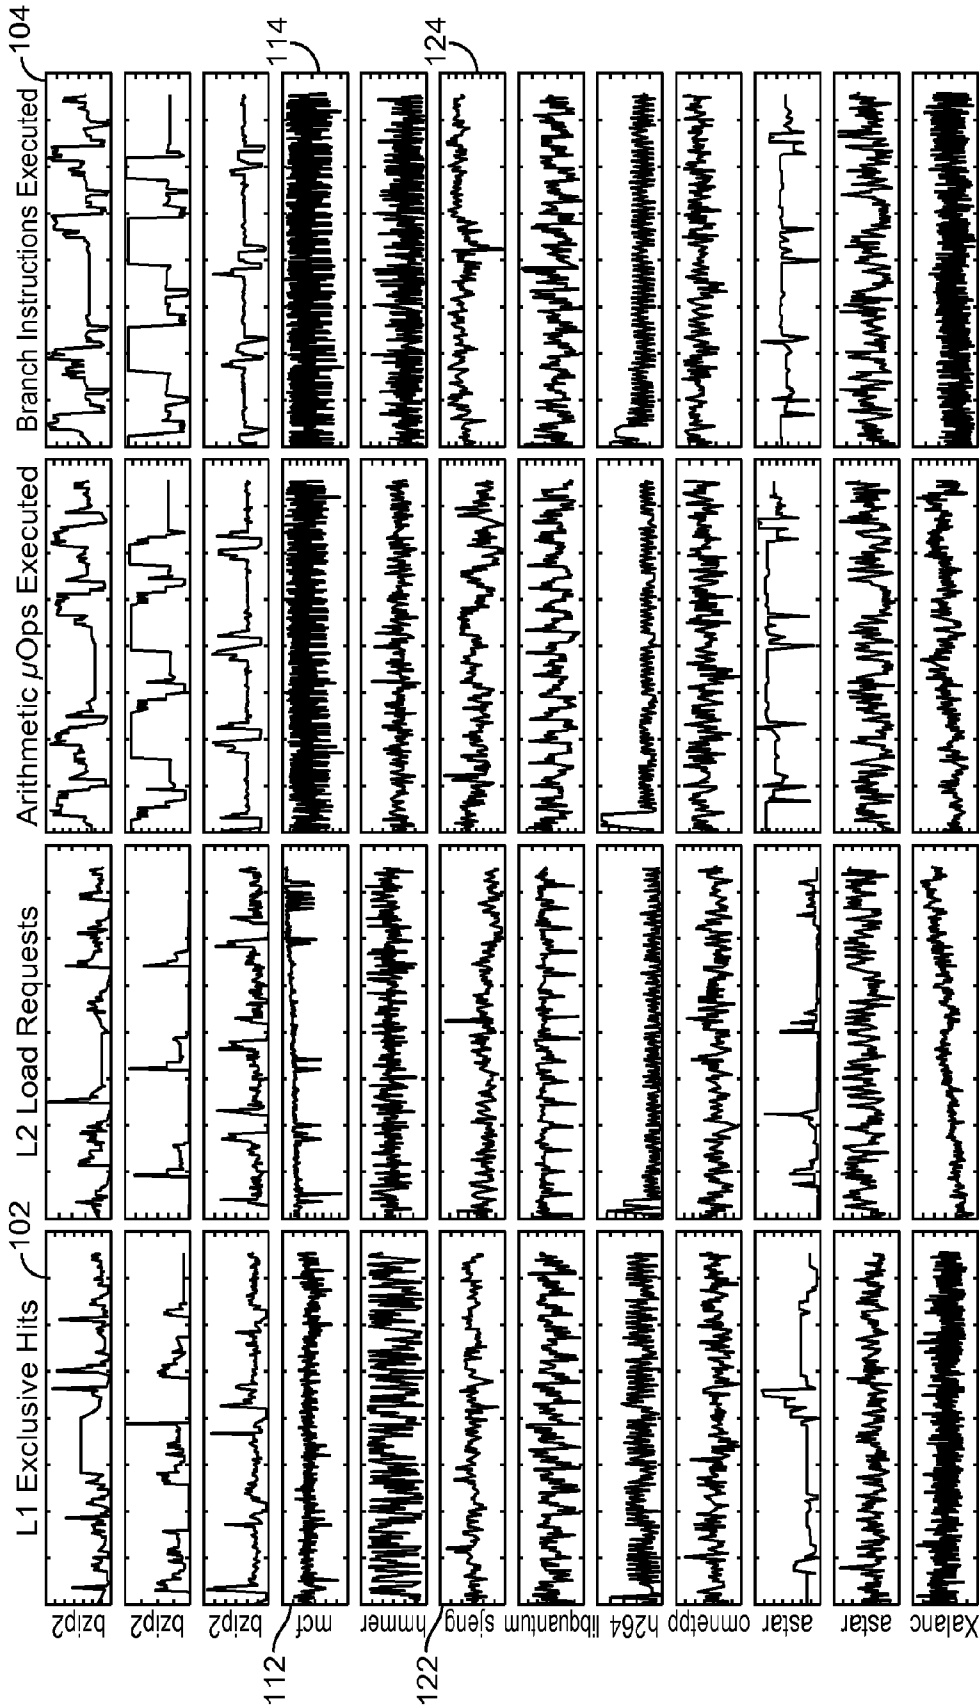 L1 Exclusive Hits
102
L2 Load Requests
Arithmetic μOps Executed
Branch Instructions Executed
104
bzip2
bzip2
bzip2
112
mcf
114
hmmer
122
sjeng
124
libquantum
h264
omnetpp
astar
astar
Xalanc